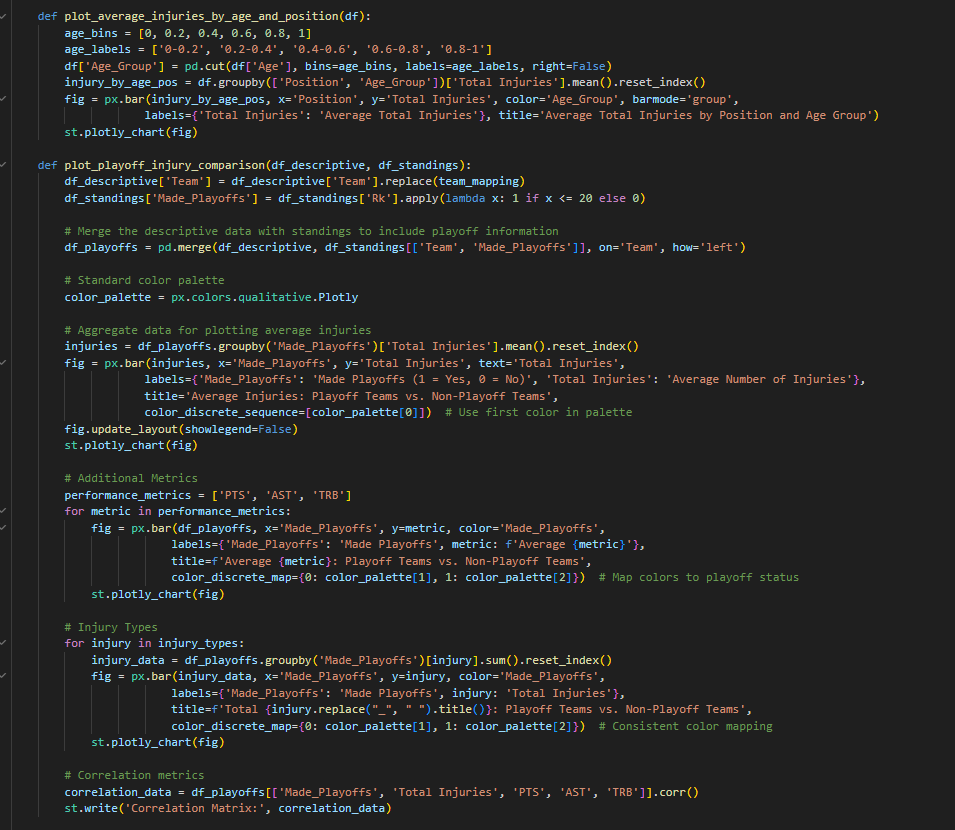 def plot_average_injuries_by_age_and_position(df):
    age_bins = [0, 0.2, 0.4, 0.6, 0.8, 1]
    age_labels = ['0-0.2', '0.2-0.4', '0.4-0.6', '0.6-0.8', '0.8-1']
    df['Age_Group'] = pd.cut(df['Age'], bins=age_bins, labels=age_labels, right=False)
    injury_by_age_pos = df.groupby(['Position', 'Age_Group'])['Total Injuries'].mean().reset_index()
    fig = px.bar(injury_by_age_pos, x='Position', y='Total Injuries', color='Age_Group', barmode='group',
                labels={'Total Injuries': 'Average Total Injuries'}, title='Average Total Injuries by Position and Age Group')
    st.plotly_chart(fig)

def plot_playoff_injury_comparison(df_descriptive, df_standings):
    df_descriptive['Team'] = df_descriptive['Team'].replace(team_mapping)
    df_standings['Made_Playoffs'] = df_standings['Rk'].apply(lambda x: 1 if x <= 20 else 0)

    # Merge the descriptive data with standings to include playoff information
    df_playoffs = pd.merge(df_descriptive, df_standings[['Team', 'Made_Playoffs']], on='Team', how='left')

    # Standard color palette
    color_palette = px.colors.qualitative.Plotly

    # Aggregate data for plotting average injuries
    injuries = df_playoffs.groupby('Made_Playoffs')['Total Injuries'].mean().reset_index()
    fig = px.bar(injuries, x='Made_Playoffs', y='Total Injuries', text='Total Injuries',
                labels={'Made_Playoffs': 'Made Playoffs (1 = Yes, 0 = No)', 'Total Injuries': 'Average Number of Injuries'},
                title='Average Injuries: Playoff Teams vs. Non-Playoff Teams',
                color_discrete_sequence=[color_palette[0]])  # Use first color in palette
    fig.update_layout(showlegend=False)
    st.plotly_chart(fig)

    # Additional Metrics
    performance_metrics = ['PTS', 'AST', 'TRB']
    for metric in performance_metrics:
        fig = px.bar(df_playoffs, x='Made_Playoffs', y=metric, color='Made_Playoffs',
                    labels={'Made_Playoffs': 'Made Playoffs', metric: f'Average {metric}'},
                    title=f'Average {metric}: Playoff Teams vs. Non-Playoff Teams',
                    color_discrete_map={0: color_palette[1], 1: color_palette[2]})  # Map colors to playoff status
        st.plotly_chart(fig)

    # Injury Types
    for injury in injury_types:
        injury_data = df_playoffs.groupby('Made_Playoffs')[injury].sum().reset_index()
        fig = px.bar(injury_data, x='Made_Playoffs', y=injury, color='Made_Playoffs',
                    labels={'Made_Playoffs': 'Made Playoffs', injury: 'Total Injuries'},
                    title=f'Total {injury.replace("_", " ").title()}: Playoff Teams vs. Non-Playoff Teams',
                    color_discrete_map={0: color_palette[1], 1: color_palette[2]})  # Consistent color mapping
        st.plotly_chart(fig)

    # Correlation metrics
    correlation_data = df_playoffs[['Made_Playoffs', 'Total Injuries', 'PTS', 'AST', 'TRB']].corr()
    st.write('Correlation Matrix:', correlation_data)